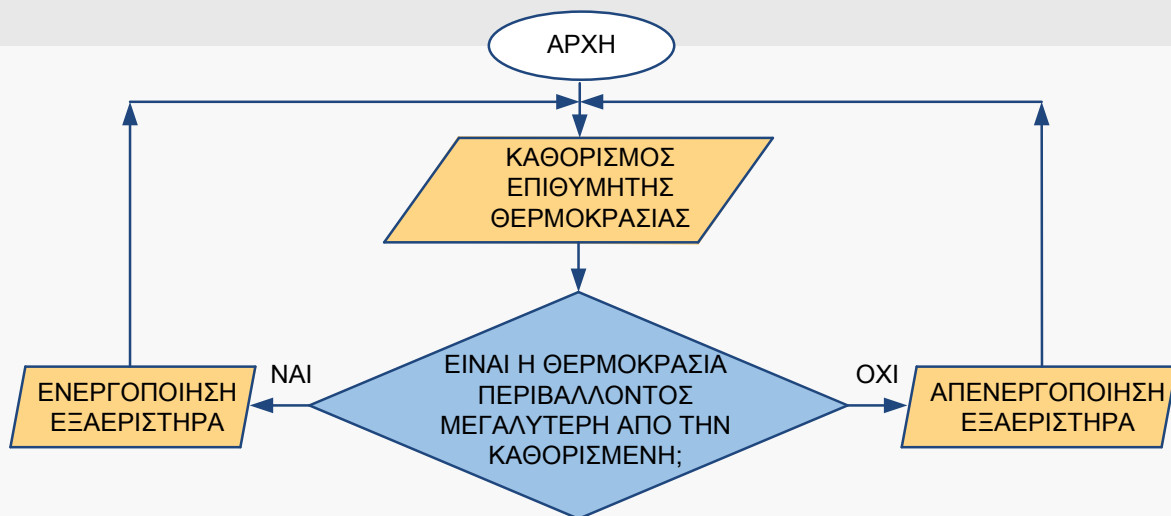 ΑΡΧΗ
ΚΑΘΟΡΙΣΜΟΣ
ΕΠΙΘΥΜΗΤΗΣ
ΘΕΡΜΟΚΡΑΣΙΑΣ
ΕΝΕΡΓΟΠΟΙΗΣΗ
ΕΞΑΕΡΙΣΤΗΡΑ
ΝΑΙ
ΕΙΝΑΙ Η ΘΕΡΜΟΚΡΑΣΙΑ
ΠΕΡΙΒΑΛΛΟΝΤΟΣ
ΜΕΓΑΛΥΤΕΡΗ ΑΠΟ ΤΗΝ
ΚΑΘΟΡΙΣΜΕΝΗ;
ΟΧΙ
ΑΠΕΝΕΡΓΟΠΟΙΗΣΗ
ΕΞΑΕΡΙΣΤΗΡΑ